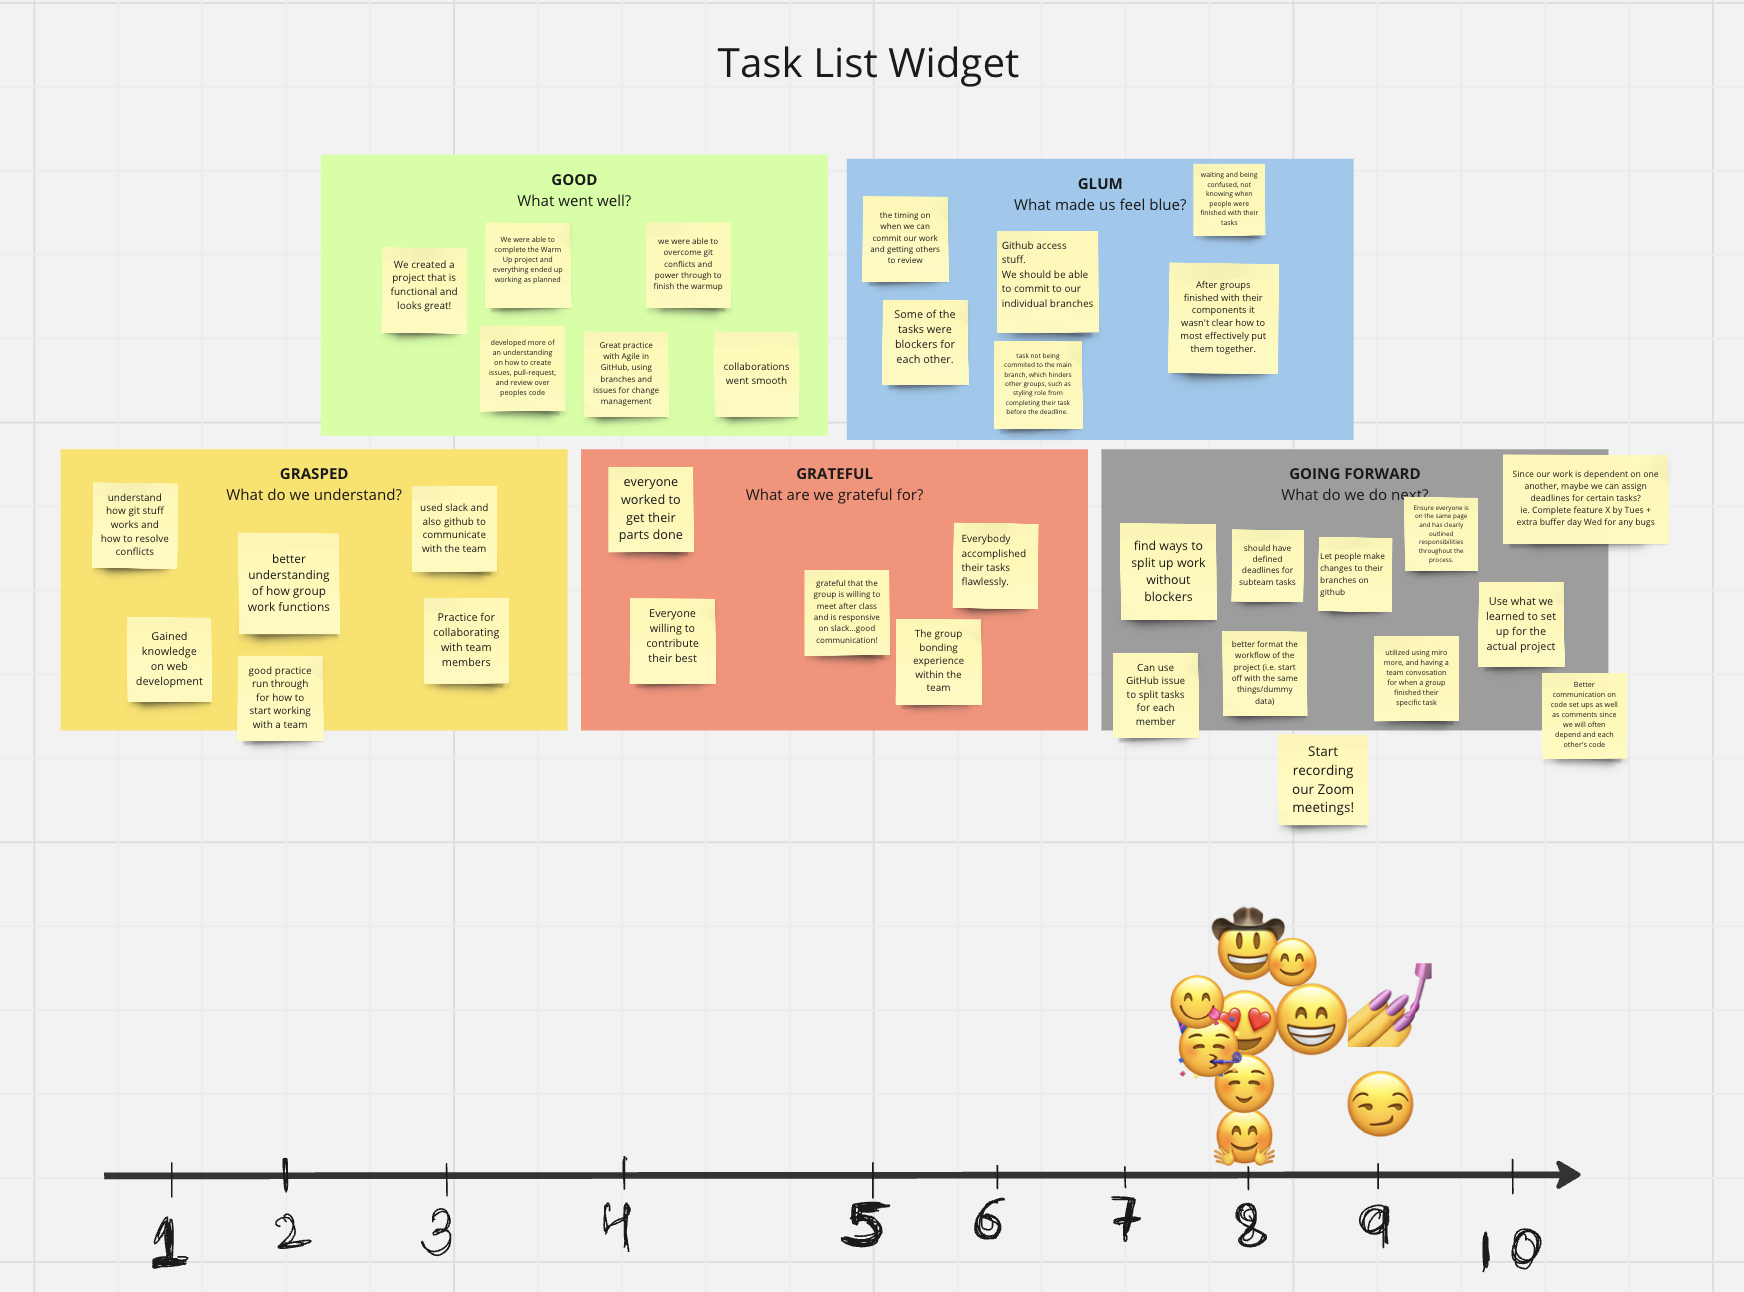 Task List Widget
GOOD
What went well?
We created a
project that is
functional and
looks great!
We were able to
complete the Warm
Up project and
everything ended up
working as planned
we were able to
overcome git
conflicts and
power through to
finish the warmup
developed more of
an understanding
on how to create
issues, pull-request,
and review over
peoples code
Great practice
with Agile in
GitHub, using
branches and
issues for change
management
collaborations
went smooth
GLUM
What made us feel blue?
the timing on
when we can
commit our work
and getting others
to review
Github access
stuff.
We should be able
to commit to our
individual branches
waiting and being
confused, not
knowing when
people were
finished with their
tasks
Some of the
tasks were
blockers for
each other.
task not being
commited to the main
branch, which hinders
other groups, such as
styling role from
completing their task
before the deadline.
After groups
finished with their
components it
wasn't clear how to
most effectively put
them together.
GRASPED
What do we understand?
understand
how git stuff
works and
how to resolve
conflicts
better
understanding
of how group
work functions
used slack and
also github to
communicate
with the team
Gained
knowledge
on web
development
good practice
run through
for how to
start working
with a team
Practice for
collaborating
with team
members
GRATEFUL
What are we grateful for?
everyone
worked to
get their
parts done
Everybody
accomplished
their tasks
flawlessly.
grateful that the
group is willing to
meet after class
and is responsive
on slack...good
communication!
Everyone
willing to
contribute
their best
The group
bonding
experience
within the
team
GOING FORWARD
What do we do next?
Since our work is dependent on one
another, maybe we can assign
deadlines for certain tasks?
ie. Complete feature X by Tues +
extra buffer day Wed for any bugs
Ensure everyone is
on the same page
and has clearly
outlined
responsibilities
throughout the
process.
find ways to
split up work
without
blockers
should have
defined
deadlines for
subteam tasks
Let people make
changes to their
branches on
github
Use what we
learned to set
up for the
actual project
Can use
GitHub issue
to split tasks
for each
member
better format the
workflow of the
project (i.e. start
off with the same
things/dummy
data)
utilized using miro
more, and having a
team convosation
for when a group
finished their
specific task
Better
communication on
code set ups as well
as comments since
we will often
depend and each
other's code
Start
recording
our Zoom
meetings!
1 2 3 4 5 6 7 8 9 10